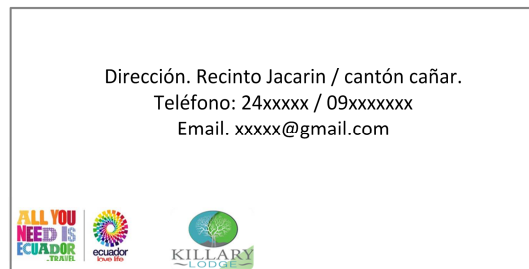 Dirección. Recinto Jacarin / cantón cañar.
Teléfono: 24xxxxx / 09xxxxxxx
Email. xxxxx@gmail.com
ALL YOU
NEED IS
ECUADOR
.TRAVEL
ecuador
love life
KILLARY
LODGE